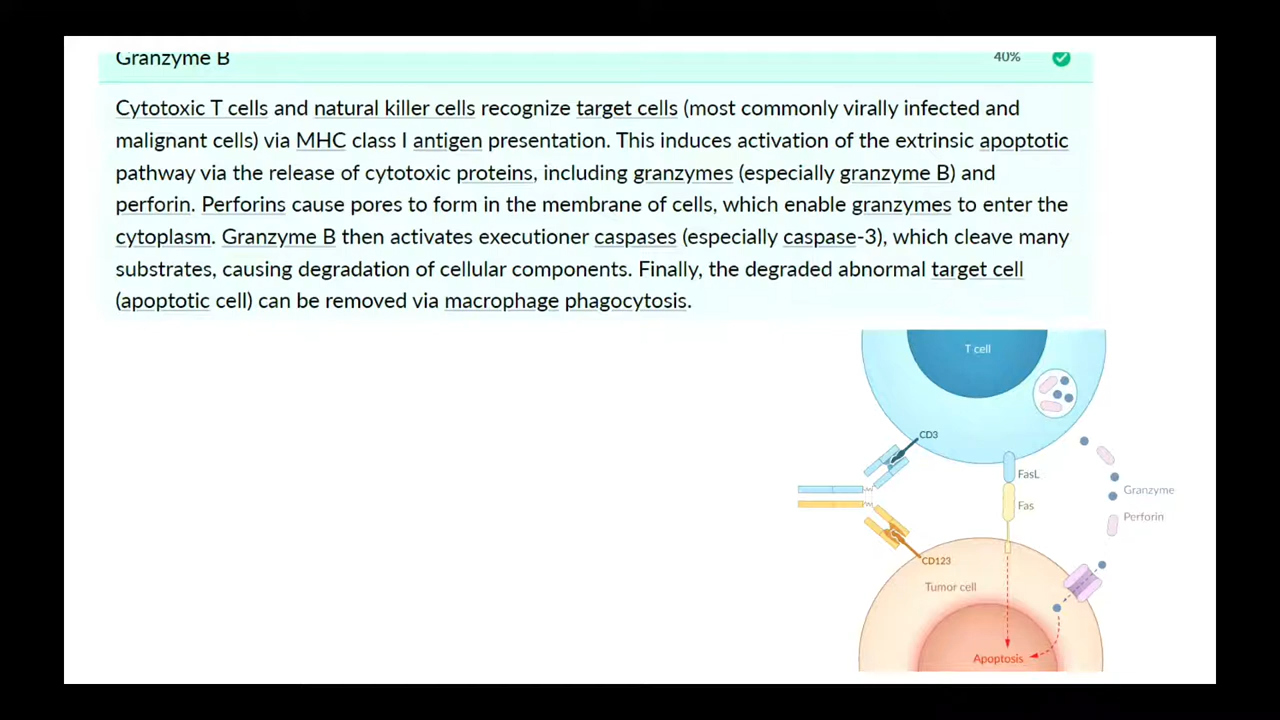 Granzyme B 40%
Cytotoxic T cells and natural killer cells recognize target cells (most commonly virally infected and
malignant cells) via MHC class I antigen presentation. This induces activation of the extrinsic apoptotic
pathway via the release of cytotoxic proteins, including granzymes (especially granzyme B) and
perforin. Perforins cause pores to form in the membrane of cells, which enable granzymes to enter the
cytoplasm. Granzyme B then activates executioner caspases (especially caspase-3), which cleave many
substrates, causing degradation of cellular components. Finally, the degraded abnormal target cell
(apoptotic cell) can be removed via macrophage phagocytosis.
T cell
CD3
FasL
Granzyme
Fas
Perforin
CD123
Tumor cell
Apoptosis